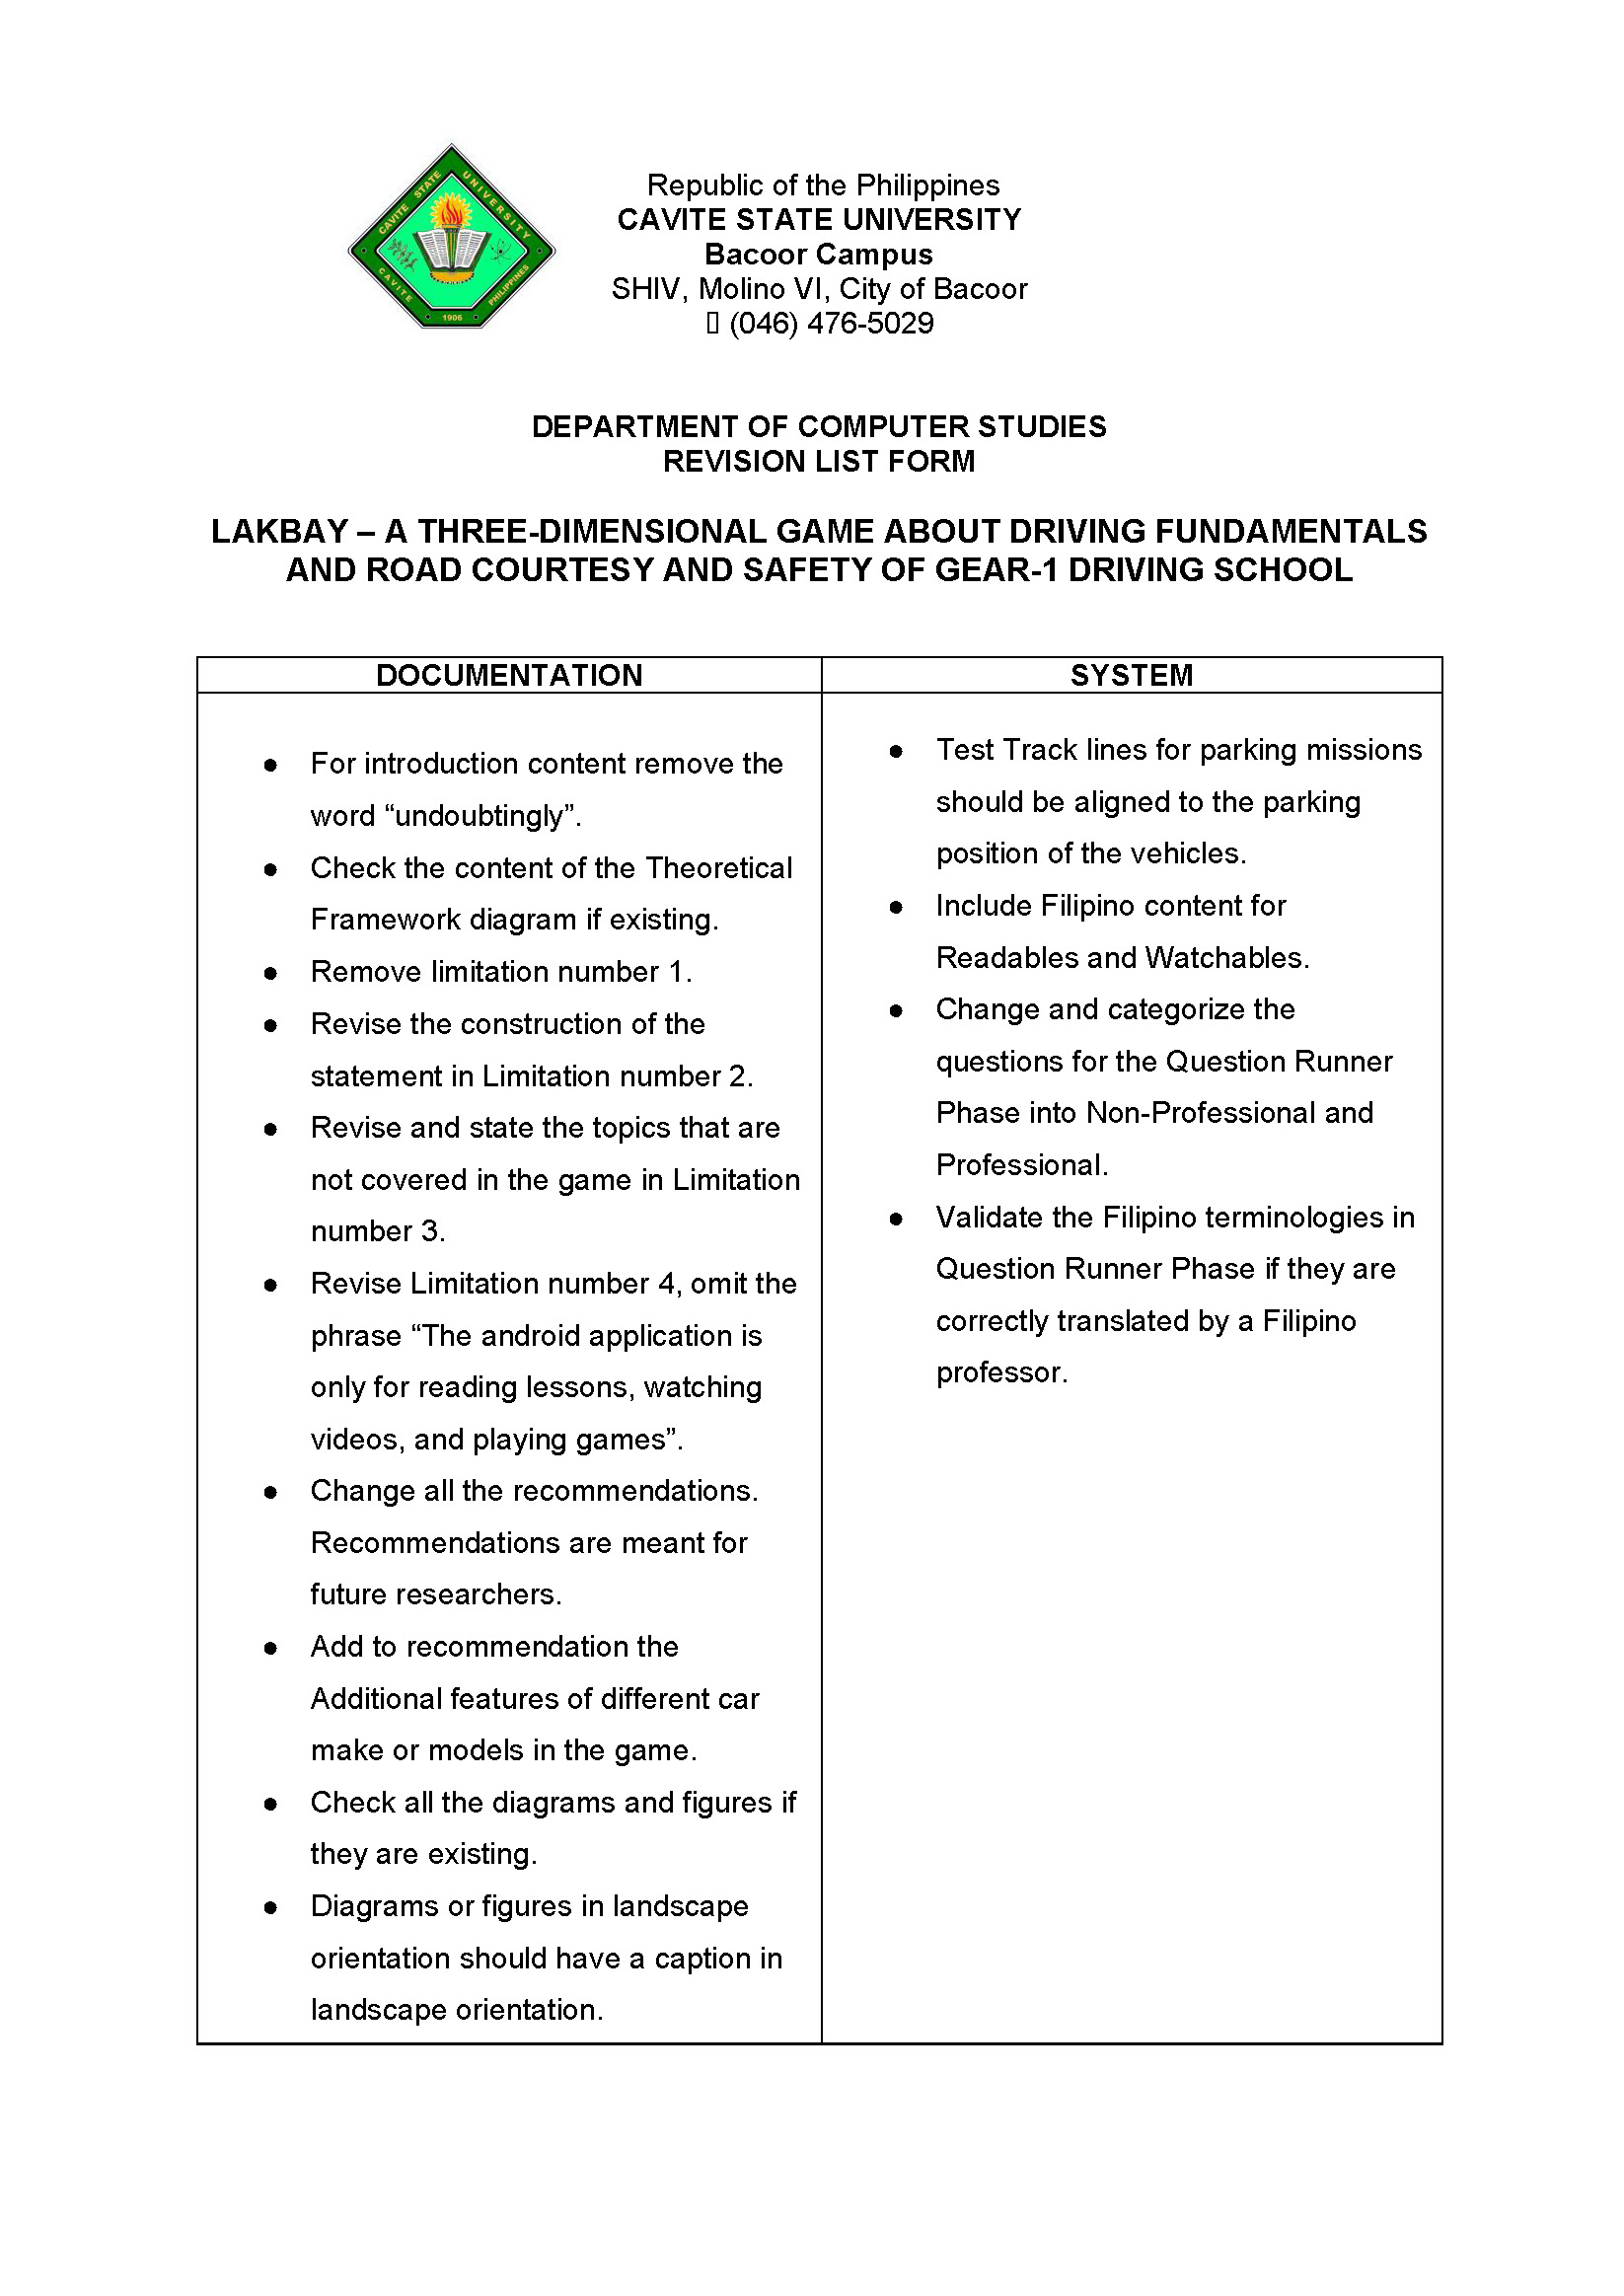 CAVITE STATE UNIVERSITY
CAVITE PHILIPPINES
1906
Republic of the Philippines
CAVITE STATE UNIVERSITY
Bacoor Campus
SHIV, Molino VI, City of Bacoor
(046) 476-5029
DEPARTMENT OF COMPUTER STUDIES
REVISION LIST FORM
LAKBAY – A THREE-DIMENSIONAL GAME ABOUT DRIVING FUNDAMENTALS
AND ROAD COURTESY AND SAFETY OF GEAR-1 DRIVING SCHOOL
DOCUMENTATION
● For introduction content remove the
word “undoubtingly”.
● Check the content of the Theoretical
Framework diagram if existing.
● Remove limitation number 1.
● Revise the construction of the
statement in Limitation number 2.
● Revise and state the topics that are
not covered in the game in Limitation
number 3.
● Revise Limitation number 4, omit the
phrase “The android application is
only for reading lessons, watching
videos, and playing games”.
● Change all the recommendations.
Recommendations are meant for
future researchers.
● Add to recommendation the
Additional features of different car
make or models in the game.
● Check all the diagrams and figures if
they are existing.
● Diagrams or figures in landscape
orientation should have a caption in
landscape orientation.
SYSTEM
● Test Track lines for parking missions
should be aligned to the parking
position of the vehicles.
● Include Filipino content for
Readables and Watchables.
● Change and categorize the
questions for the Question Runner
Phase into Non-Professional and
Professional.
● Validate the Filipino terminologies in
Question Runner Phase if they are
correctly translated by a Filipino
professor.